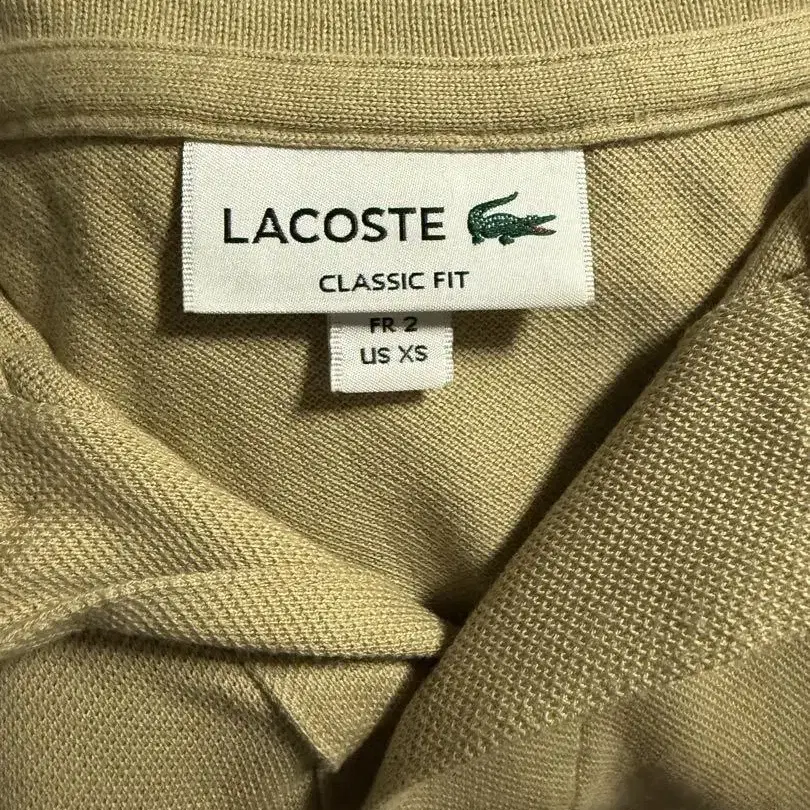 LACOSTE
CLASSIC FIT
FR 2
US XS